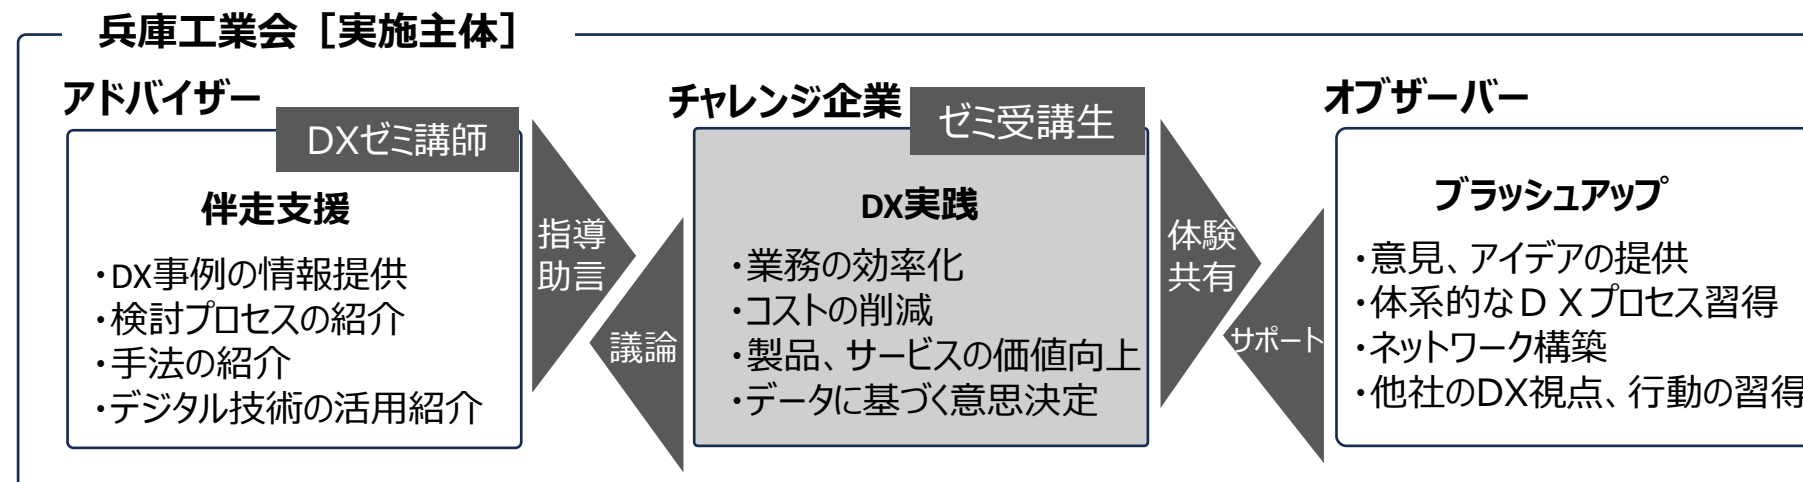 兵庫工業会［実施主体］
アドバイザー
DXゼミ講師
伴走支援
・DX事例の情報提供
・検討プロセスの紹介
・手法の紹介
・デジタル技術の活用紹介
指導
助言
議論
チャレンジ企業
ゼミ受講生
DX実践
・業務の効率化
・コストの削減
・製品、サービスの価値向上
・データに基づく意思決定
体験
共有
サポート
オブザーバー
ブラッシュアップ
・意見、アイデアの提供
・体系的なＤＸプロセス習得
・ネットワーク構築
・他社のDX視点、行動の習得